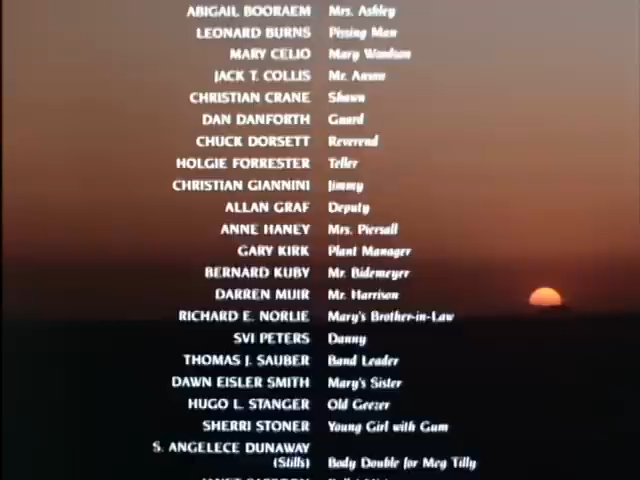 ABIGAIL BOORAEM Mrs. Ashley
LEONARD BURNS Pissing Man
MARY CELIO Mary Woodson
JACK T. COLLIS Mr. Anson
CHRISTIAN CRANE Shawn
DAN DANFORTH Guard
CHUCK DORSETT Reverend
HOLGIE FORRESTER Teller
CHRISTIAN GIANNINI Jimmy
ALLAN GRAF Deputy
ANNE HANEY Mrs. Piersall
GARY KIRK Plant Manager
BERNARD KUBY Mr. Bidemeyer
DARREN MUIR Mr. Harrison
RICHARD E. NORLIE Mary's Brother-in-Law
SVI PETERS Danny
THOMAS J. SAUBER Band Leader
DAWN EISLER SMITH Mary's Sister
HUGO L. STANGER Old Geezer
SHERRI STONER Young Girl with Gum
S. ANGELECE DUNAWAY
(Stills) Body Double for Meg Tilly